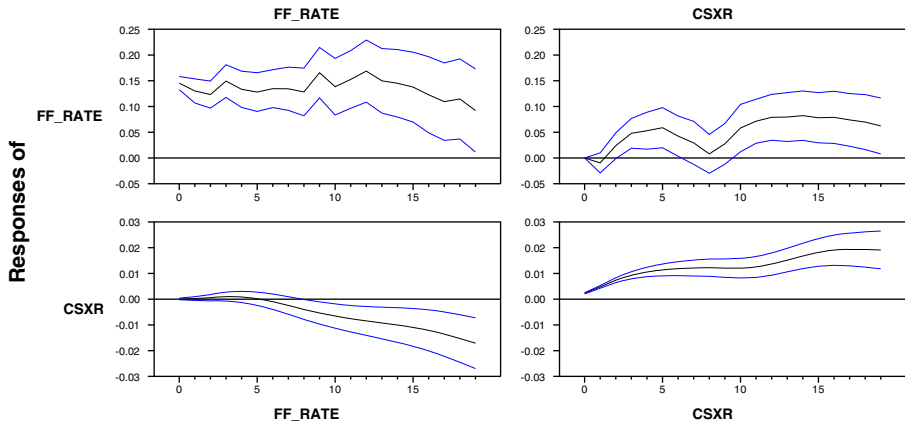 FF_RATE CSXR
Responses of
FF_RATE
0.25 0.25
0.20 0.20
0.15 0.15
0.10 0.10
0.05 0.05
0.00 0.00
-0.05 -0.05
0 5 10 15 0 5 10 15
CSXR
0.03 0.03
0.02 0.02
0.01 0.01
0.00 0.00
-0.01 -0.01
-0.02 -0.02
-0.03 -0.03
0 5 10 15 0 5 10 15
FF_RATE CSXR